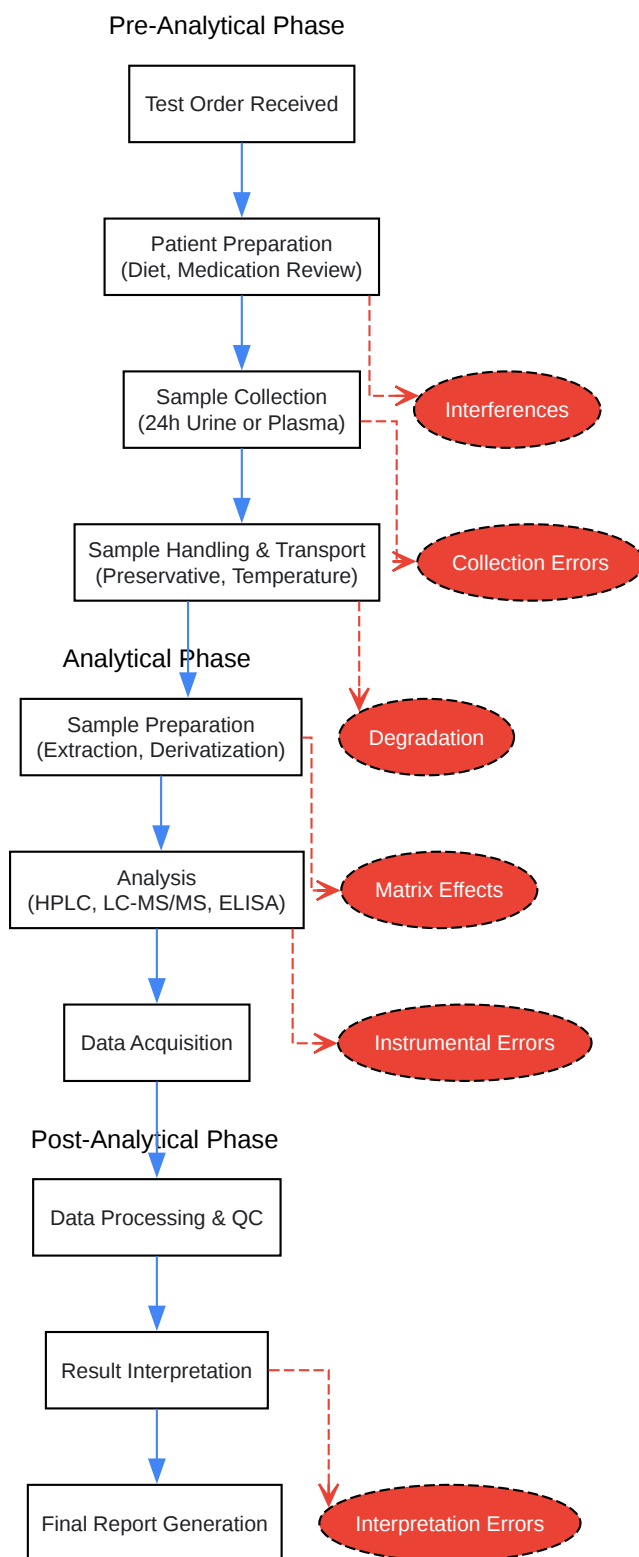 Pre-Analytical Phase
Test Order Received
Patient Preparation
(Diet, Medication Review)
Sample Collection
(24h Urine or Plasma)
Interferences
Sample Handling & Transport
(Preservative, Temperature)
Collection Errors
Analytical Phase
Sample Preparation
(Extraction, Derivatization)
Degradation
Analysis
(HPLC, LC-MS/MS, ELISA)
Matrix Effects
Data Acquisition
Instrumental Errors
Post-Analytical Phase
Data Processing & QC
Result Interpretation
Final Report Generation
Interpretation Errors